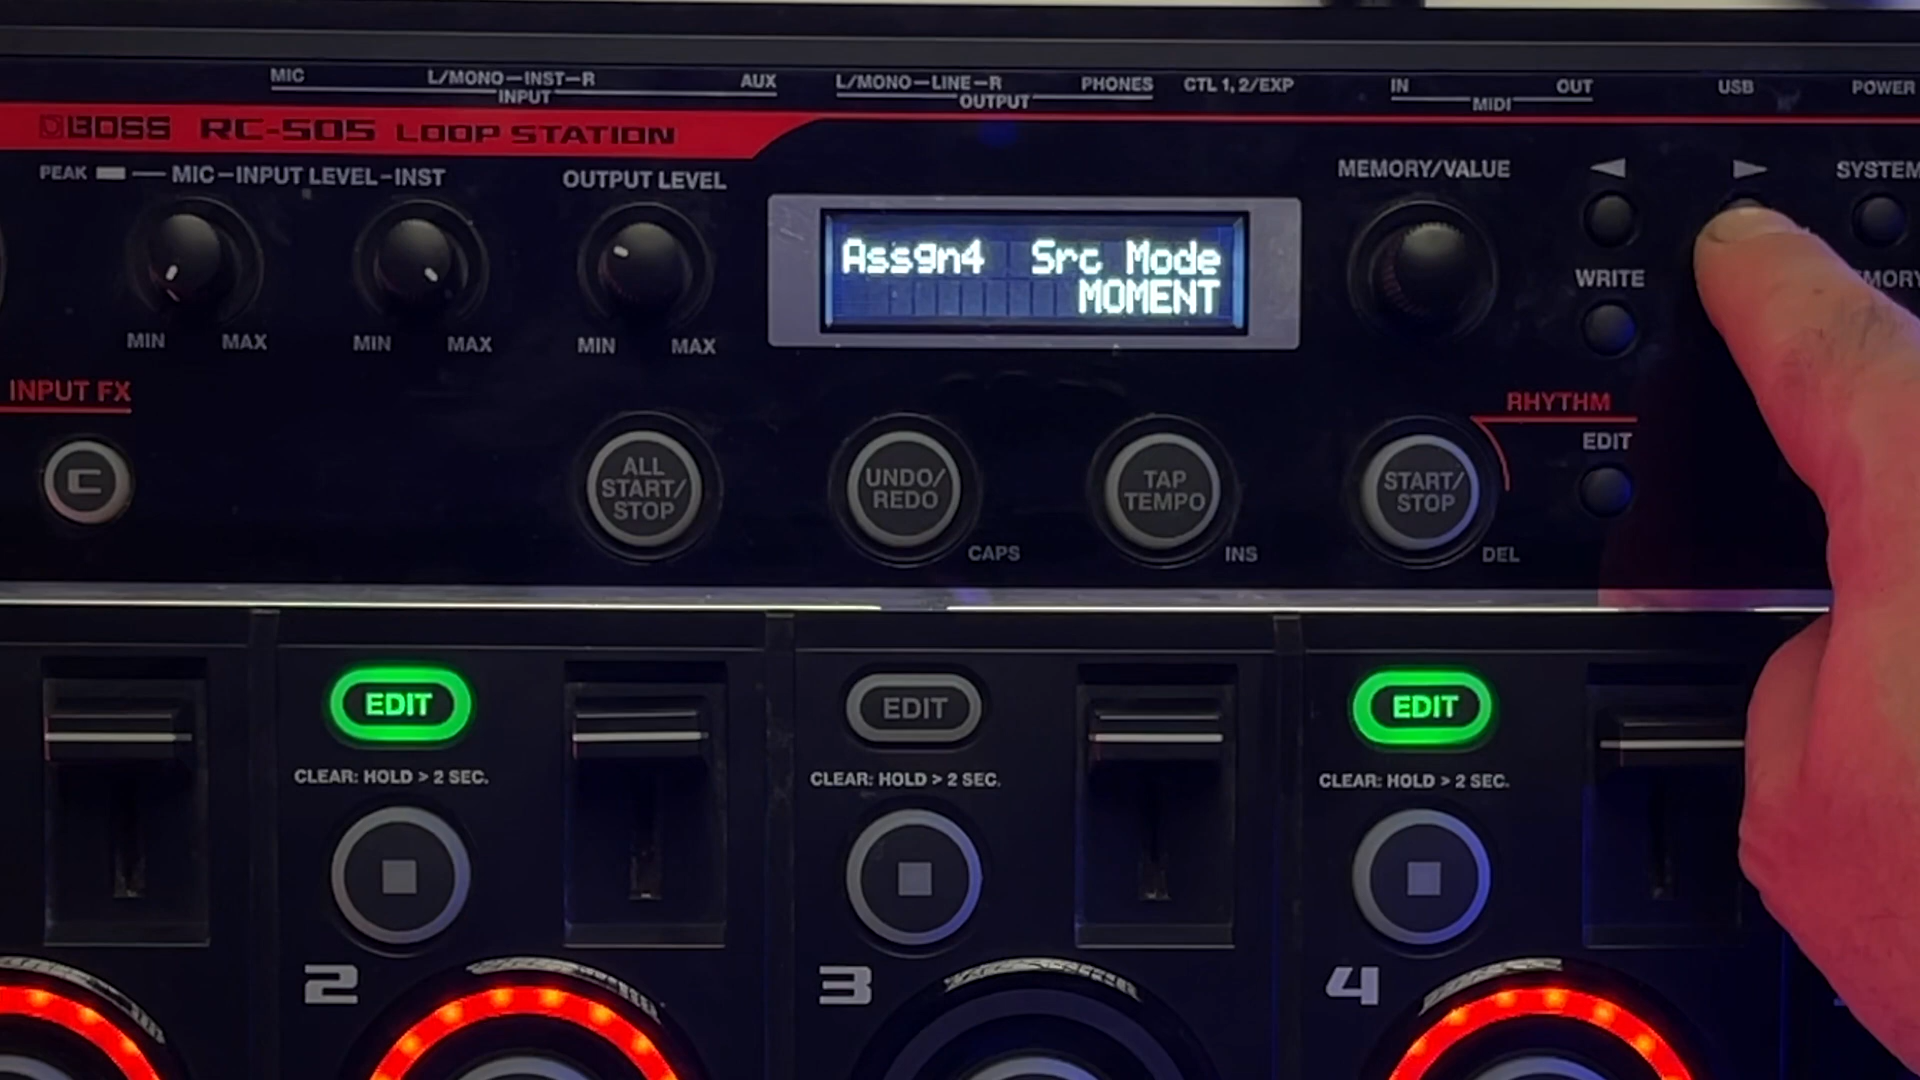 MIC L/MONO–INST–R AUX L/MONO–LINE–R PHONES CTL 1, 2/EXP IN OUT USB POWER
INPUT OUTPUT MIDI
BOSS RC-505 LOOP STATION
PEAK MIC–INPUT LEVEL–INST OUTPUT LEVEL MEMORY/VALUE SYSTEM
Assgn4 Src Mode
MOMENT
WRITE
MIN MAX MIN MAX MIN MAX
INPUT FX RHYTHM
EDIT
C
ALL START/ STOP
UNDO/ REDO
TAP TEMPO
START/ STOP
CAPS INS DEL
EDIT EDIT EDIT
CLEAR: HOLD > 2 SEC. CLEAR: HOLD > 2 SEC. CLEAR: HOLD > 2 SEC.
2 3 4